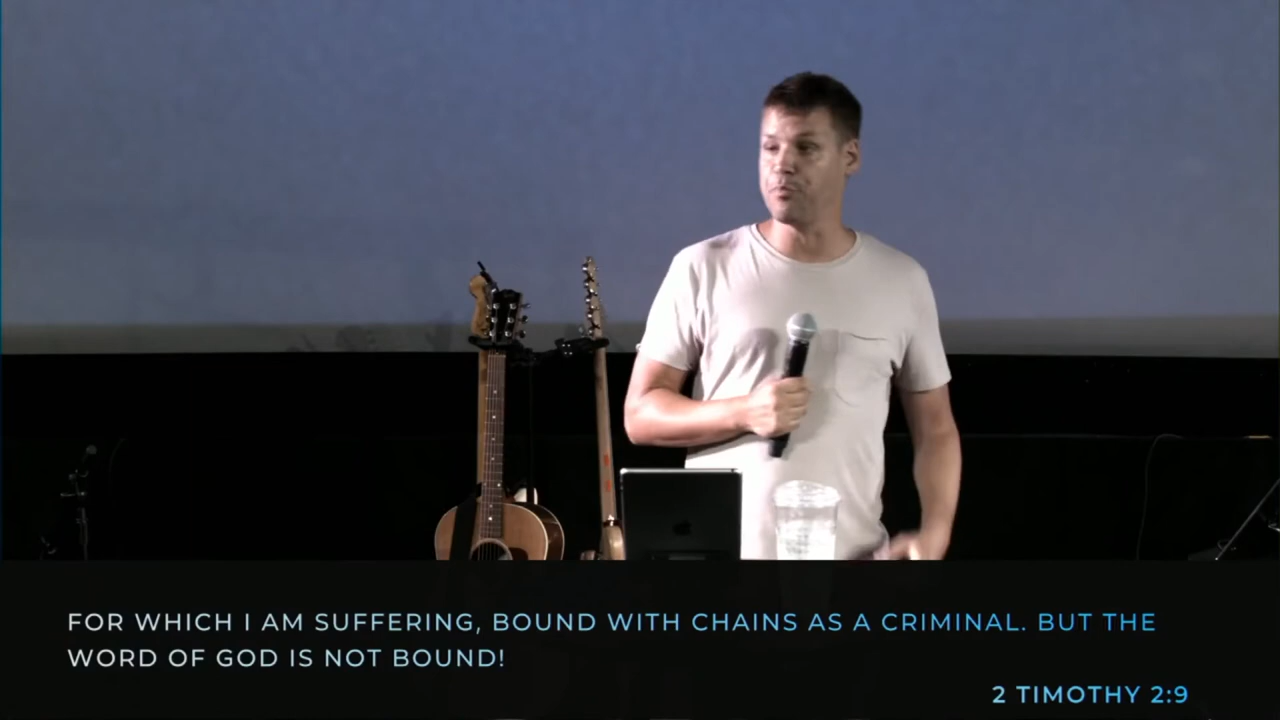 FOR WHICH I AM SUFFERING, BOUND WITH CHAINS AS A CRIMINAL. BUT THE
WORD OF GOD IS NOT BOUND!
2 TIMOTHY 2:9